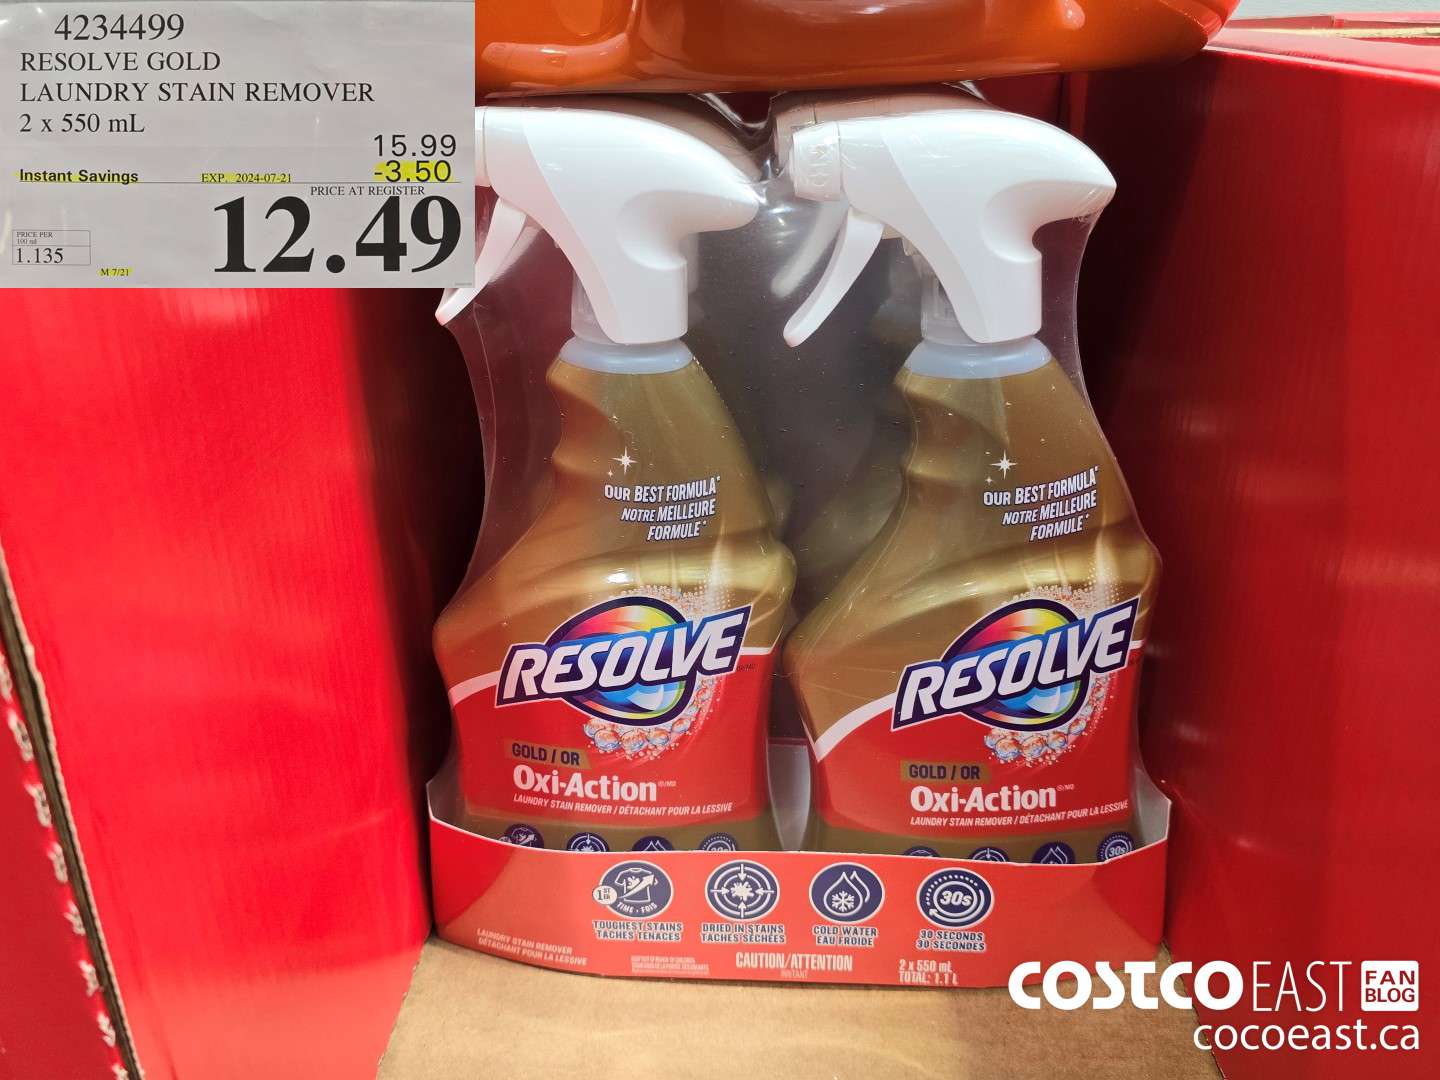 4234499
RESOLVE GOLD
LAUNDRY STAIN REMOVER
2 x 550 mL
15.99
Instant Savings EXP. 2024-07-21 -3.50
PRICE AT REGISTER
12.49
PRICE PER
100 ml
1.135
M 7/21
OUR BEST FORMULA*
NOTRE MEILLEURE
FORMULE*
RESOLVE
GOLD / OR
Oxi-Action
LAUNDRY STAIN REMOVER / DÉTACHANT POUR LA LESSIVE
OUR BEST FORMULA*
NOTRE MEILLEURE
FORMULE*
RESOLVE
GOLD / OR
Oxi-Action
LAUNDRY STAIN REMOVER / DÉTACHANT POUR LA LESSIVE
30s
1ST
TIME • FOIS
30s
TOUGHEST STAINS
TACHES TENACES
DRIED IN STAINS
TACHES SÉCHÉES
COLD WATER
EAU FROIDE
30 SECONDS
30 SECONDES
LAUNDRY STAIN REMOVER
DÉTACHANT POUR LA LESSIVE
CAUTION/ATTENTION
IRRITANT
2 x 550 mL
TOTAL: 1.1 L
COSTCO EAST FAN
BLOG
cocoeast.ca